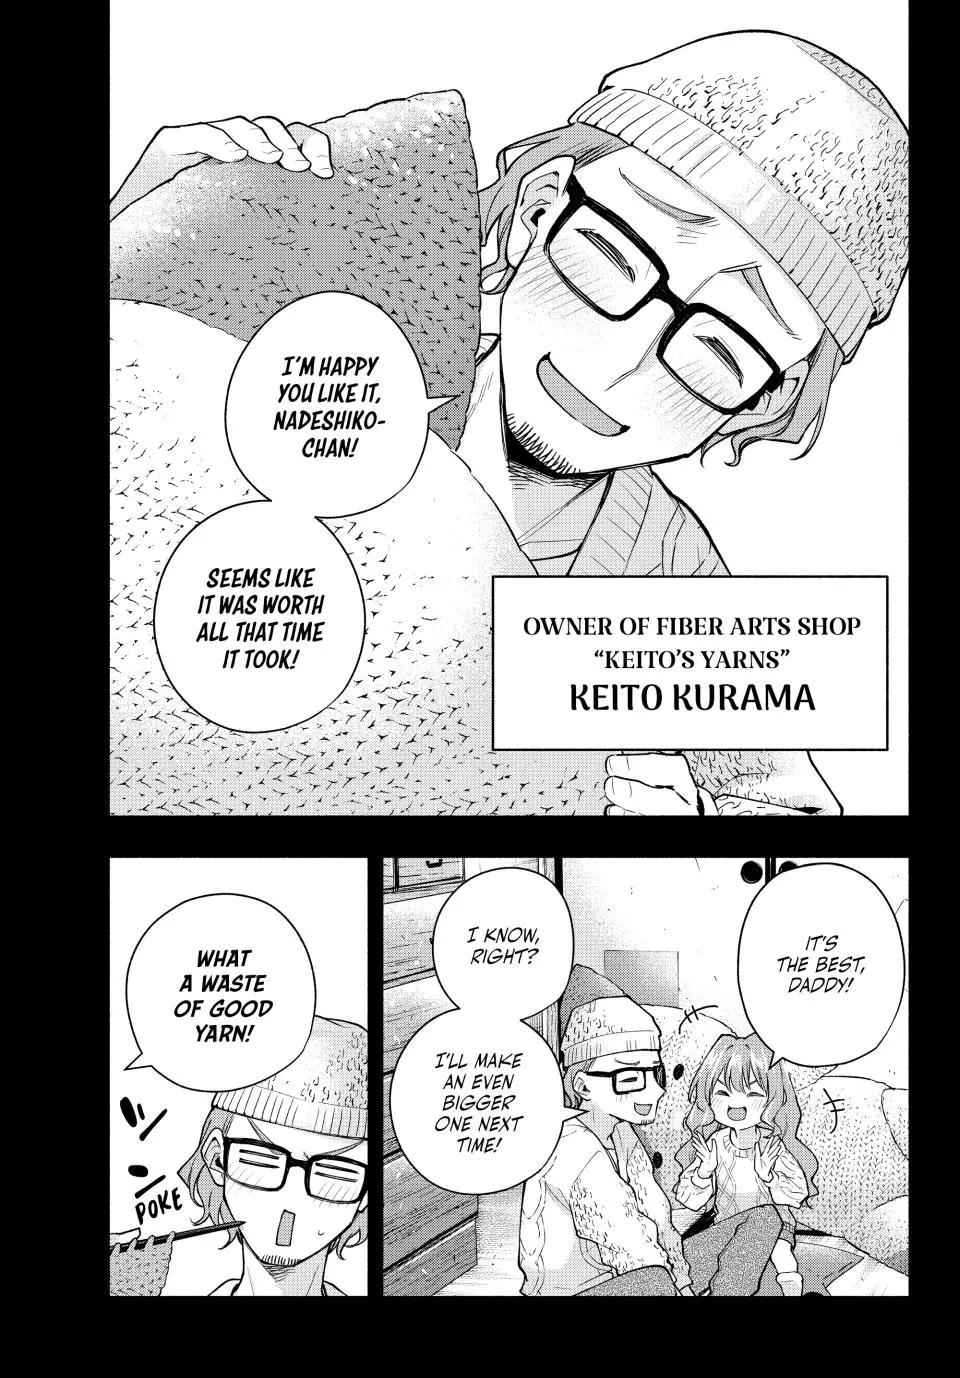 I'M HAPPY
YOU LIKE IT,
NADESHIKO-
CHAN!
SEEMS LIKE
IT WAS WORTH
ALL THAT TIME
IT TOOK!
OWNER OF FIBER ARTS SHOP
"KEITO'S YARNS"
KEITO KURAMA
IT'S
THE BEST,
DADDY!
I KNOW,
RIGHT?
I'LL MAKE
AN EVEN
BIGGER
ONE NEXT
TIME!
WHAT
A WASTE
OF GOOD
YARN!
POKE